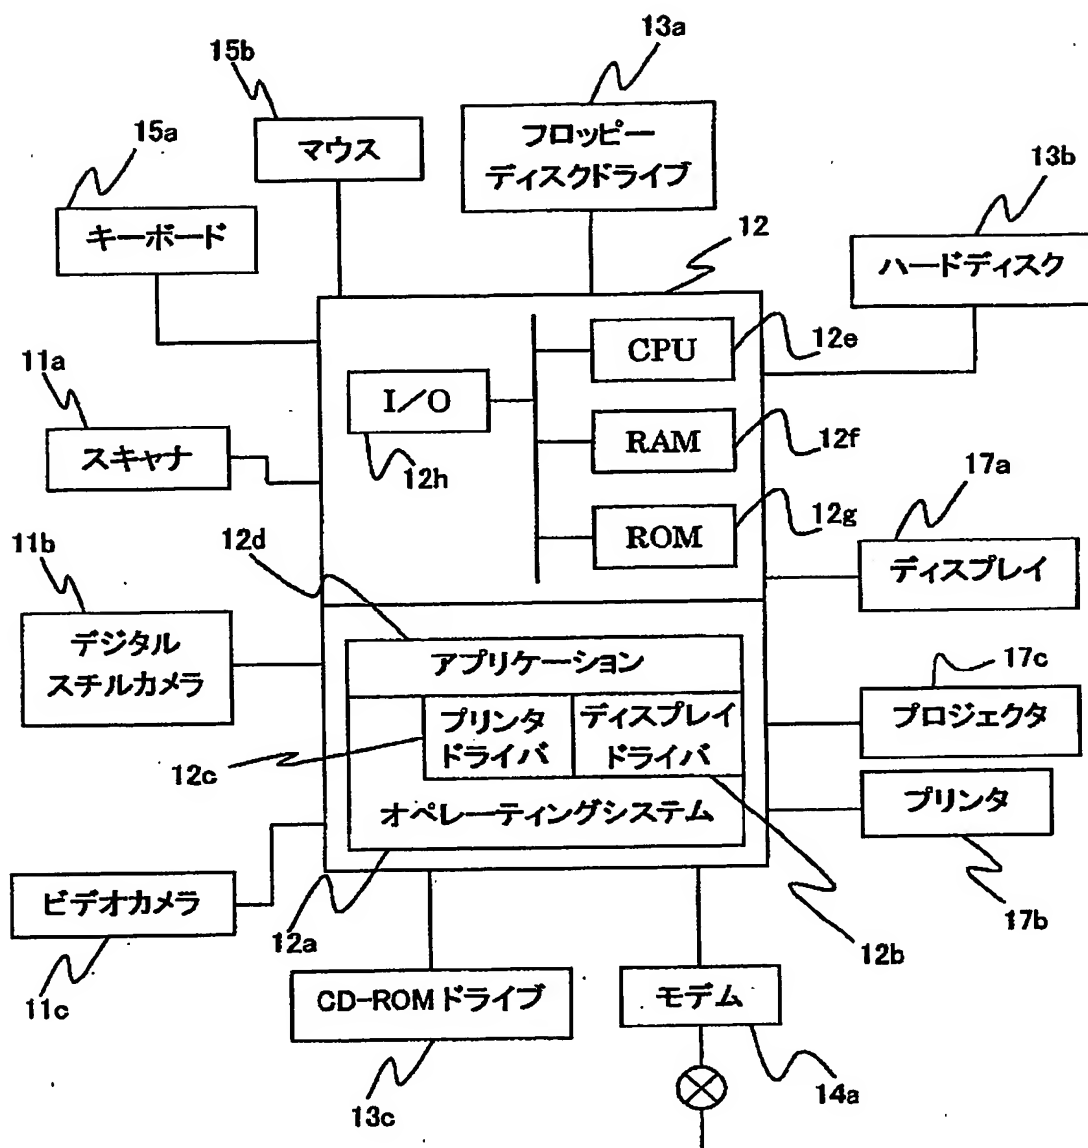 13a
15b
フロッピー
ディスクドライブ
マウス
15a
13b
キーボード
12
ハードディスク
CPU
12e
11a
I/O
RAM
12f
スキャナ
12h
17a
ROM
12g
11b
12d
ディスプレイ
デジタル
スチルカメラ
アプリケーション
17c
プリンタ
ドライバ
ディスプレイ
ドライバ
プロジェクタ
12c
プリンタ
オペレーティングシステム
ビデオカメラ
17b
12a
12b
11c
CD-ROMドライブ
モデム
13c
14a